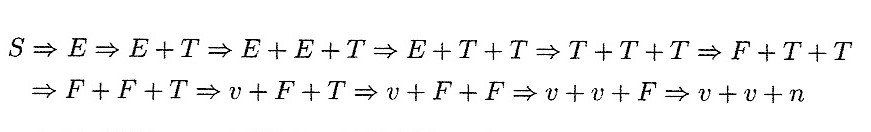 S ⇒ E ⇒ E + T ⇒ E + E + T ⇒ E + T + T ⇒ T + T + T ⇒ F + T + T
⇒ F + F + T ⇒ v + F + T ⇒ v + F + F ⇒ v + v + F ⇒ v + v + n